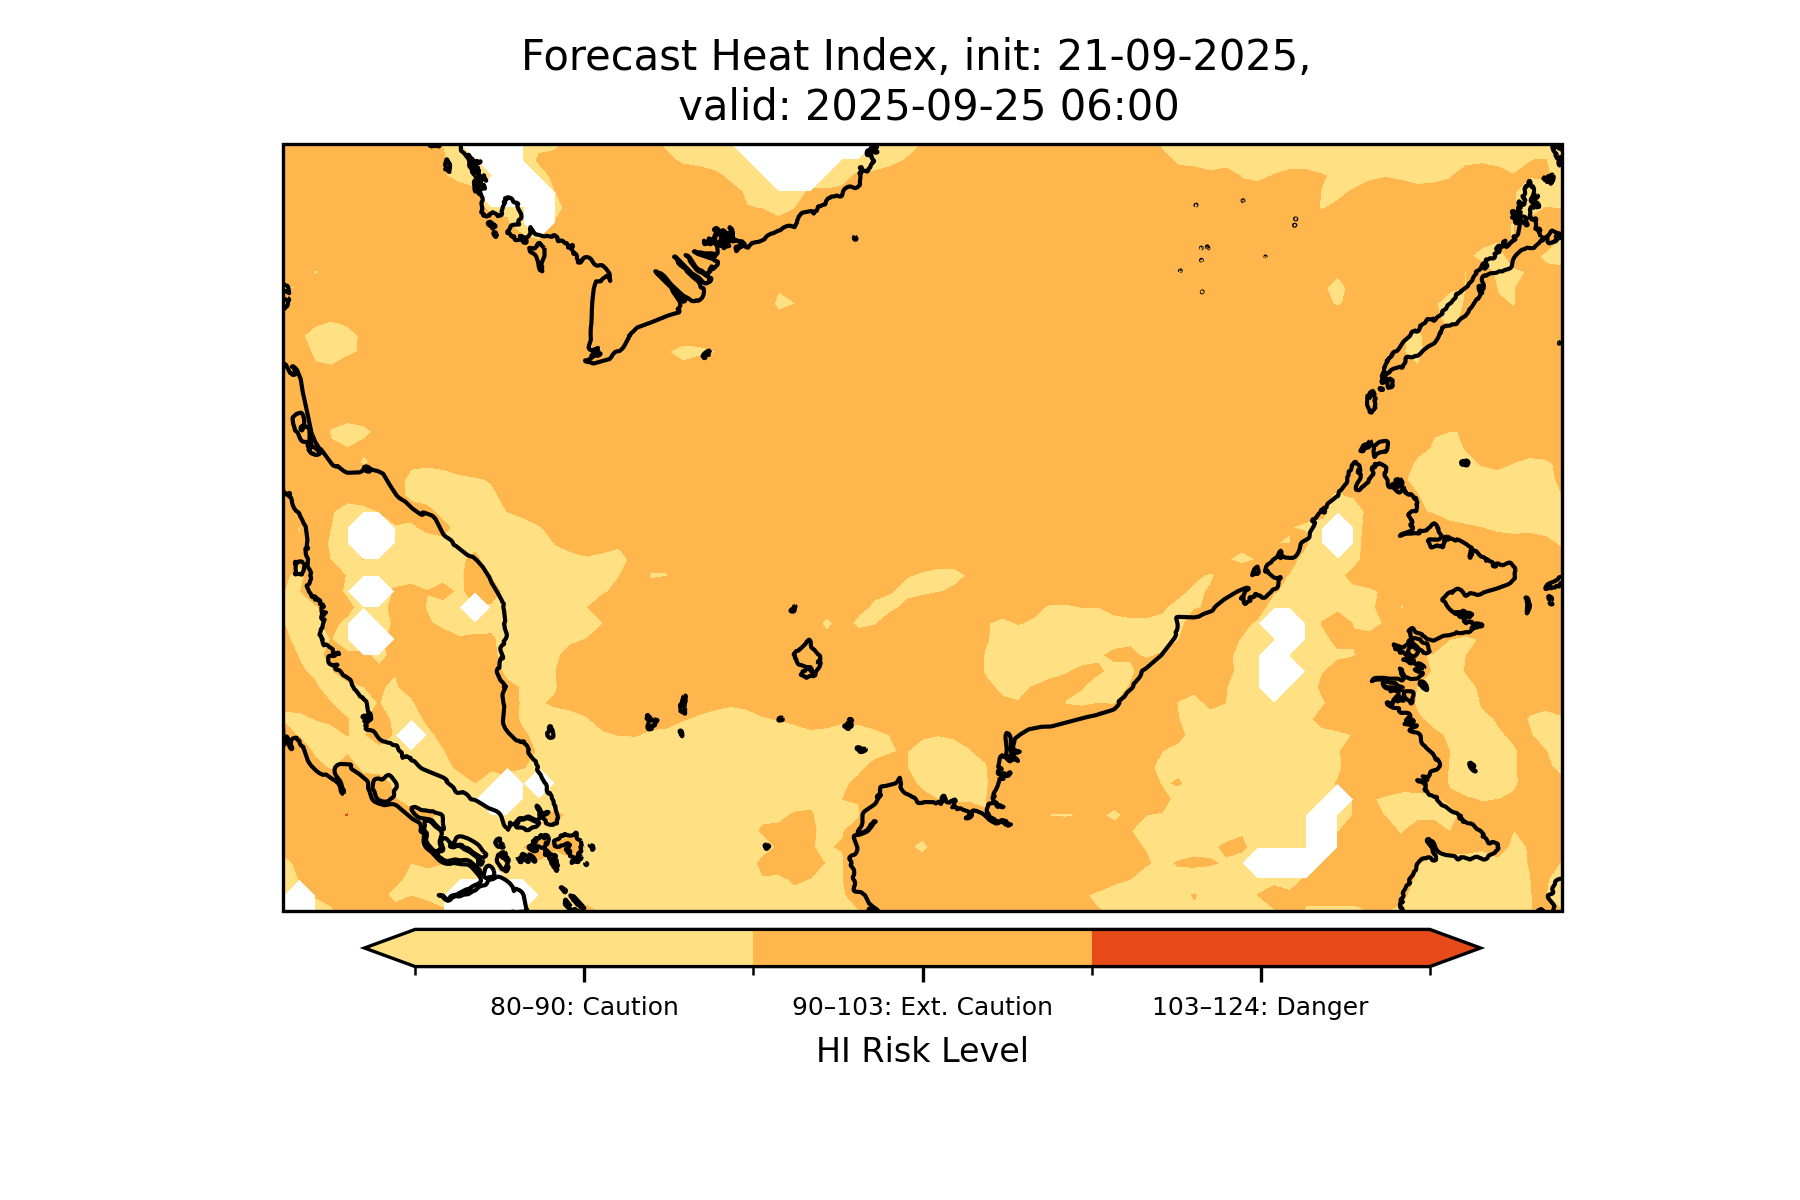 Forecast Heat Index, init: 21-09-2025,
valid: 2025-09-25 06:00
80–90: Caution
90–103: Ext. Caution
103–124: Danger
HI Risk Level